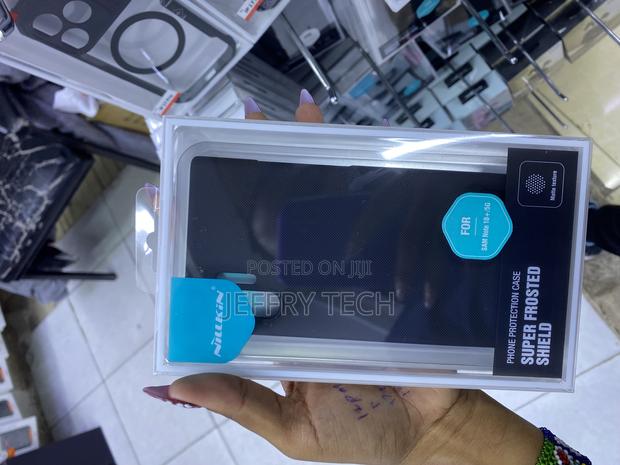 POSTED ON JIJI
JEFFRY TECH
NILLKIN
FOR
SAM Note 10+/5G
Matte texture
PHONE PROTECTION CASE
SUPER FROSTED
SHIELD